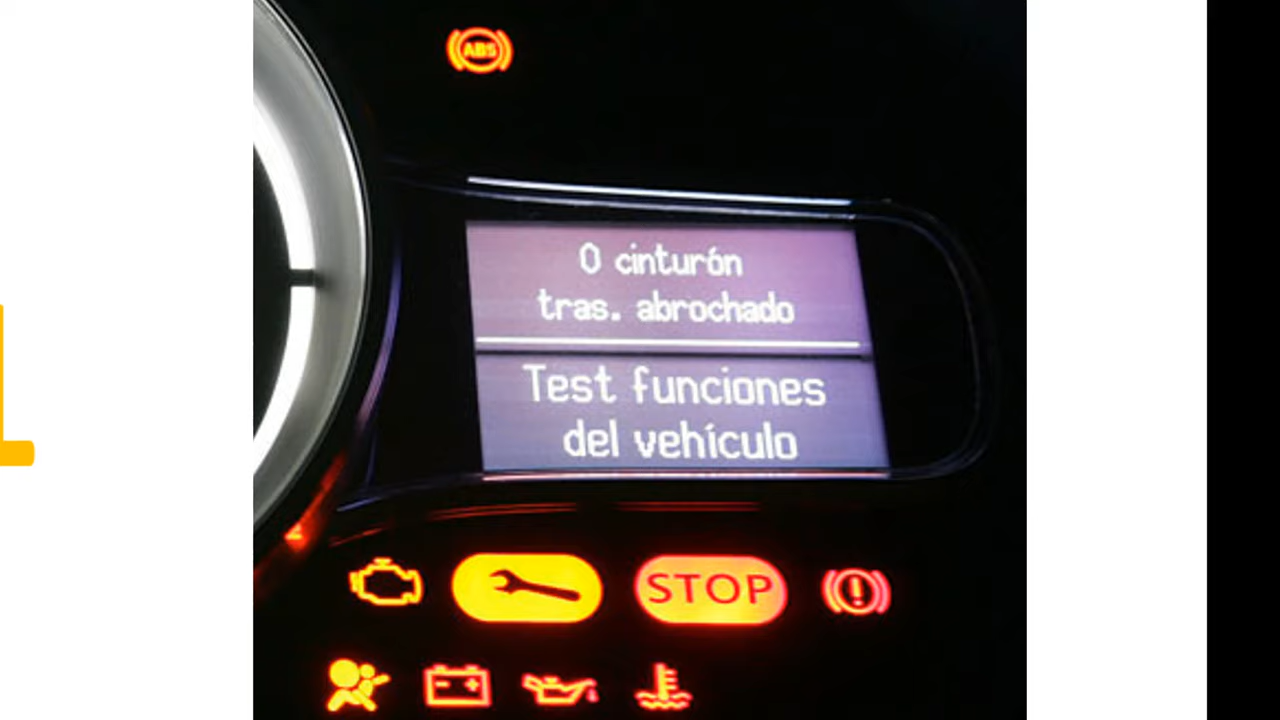 ABS
0 cinturón
tras. abrochado
Test funciones
del vehículo
STOP